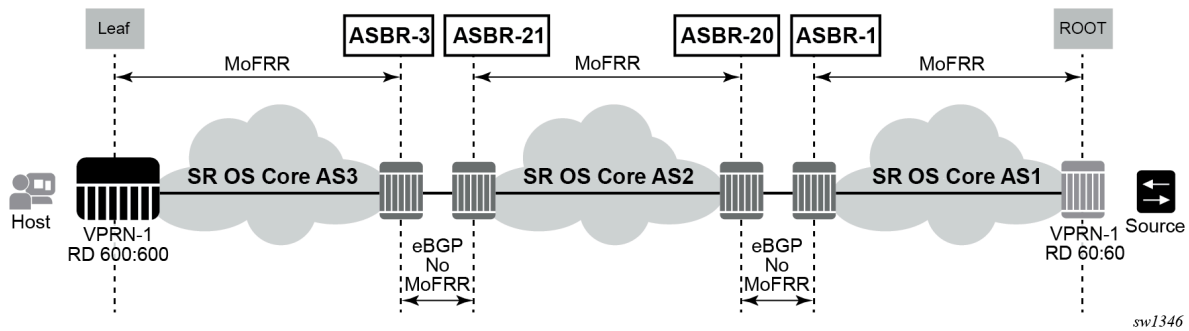 Leaf
ASBR-3
ASBR-21
ASBR-20
ASBR-1
ROOT
MoFRR
MoFRR
MoFRR
SR OS Core AS3
SR OS Core AS2
SR OS Core AS1
Host
VPRN-1
RD 600:600
eBGP
No
MoFRR
eBGP
No
MoFRR
VPRN-1
RD 60:60
Source
sw1346